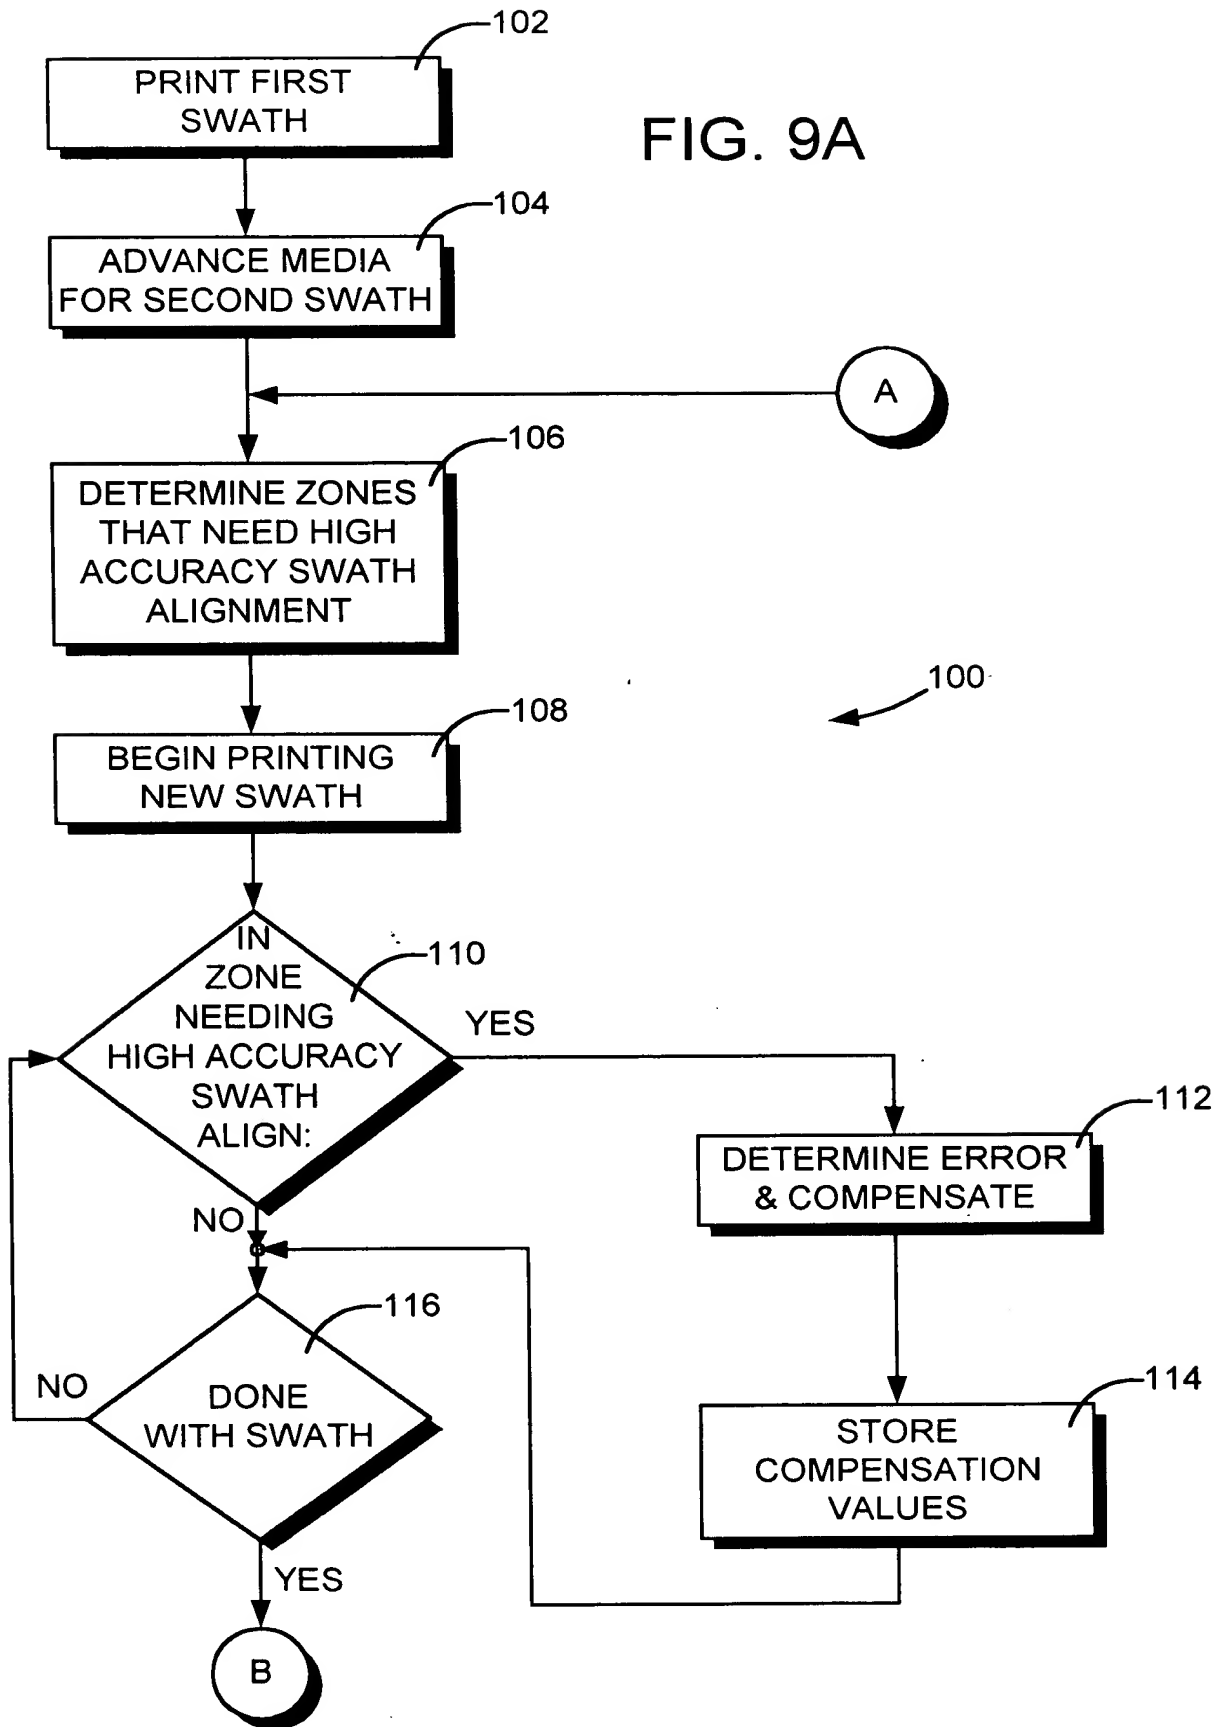 102
PRINT FIRST
SWATH
FIG. 9A
104
ADVANCE MEDIA
FOR SECOND SWATH
A
106
DETERMINE ZONES
THAT NEED HIGH
ACCURACY SWATH
ALIGNMENT
100
108
BEGIN PRINTING
NEW SWATH
110
IN
ZONE
NEEDING
HIGH ACCURACY
SWATH
ALIGN:
YES
112
DETERMINE ERROR
& COMPENSATE
NO
116
DONE
WITH SWATH
NO
114
STORE
COMPENSATION
VALUES
YES
B